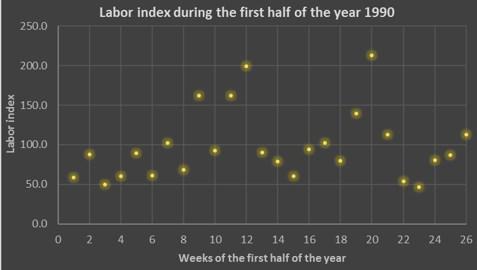 Labor index during the first half of the year 1990
250.0
200.0
150.0
100.0
50.0
0.0
Labor index
0 2 4 6 8 10 12 14 16 18 20 22 24 26
Weeks of the first half of the year